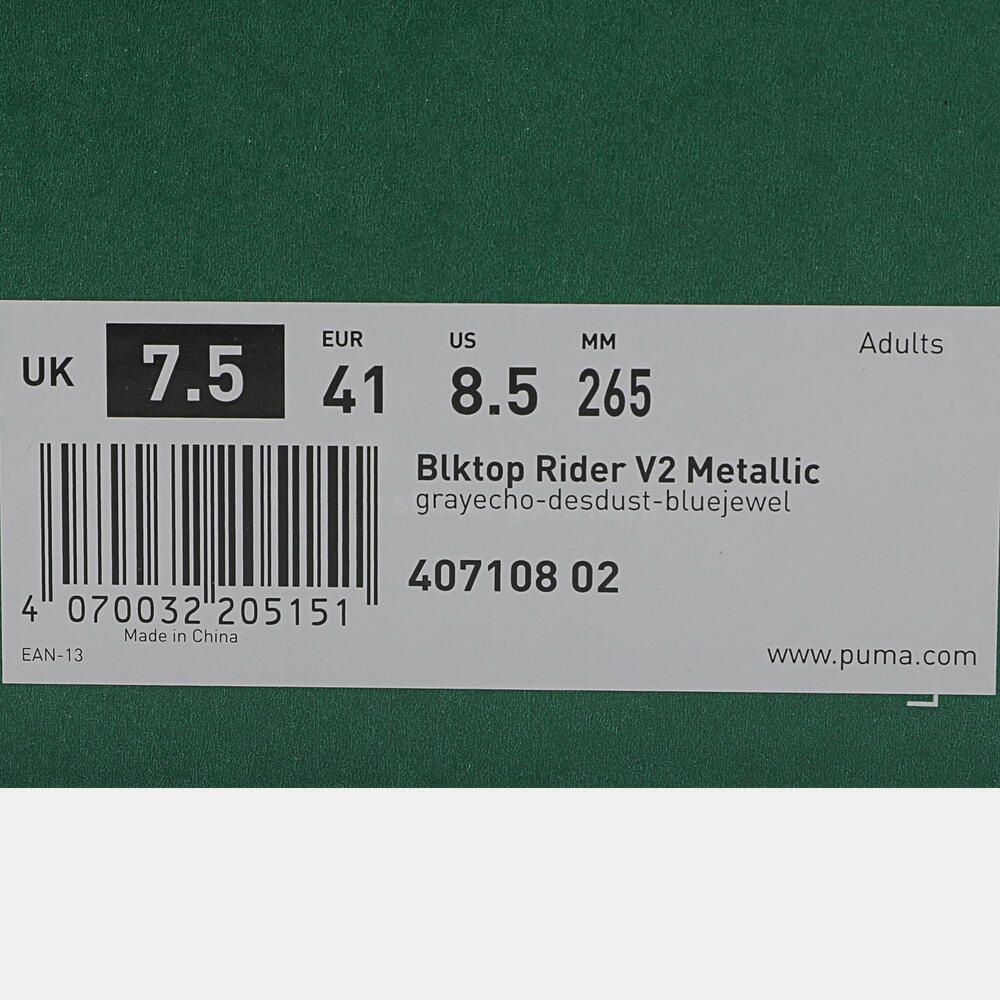 UK 7.5 EUR 41 US 8.5 MM 265 Adults
Blktop Rider V2 Metallic
grayecho-desdust-bluejewel
407108 02
4 070032 205151
Made in China
EAN-13
www.puma.com